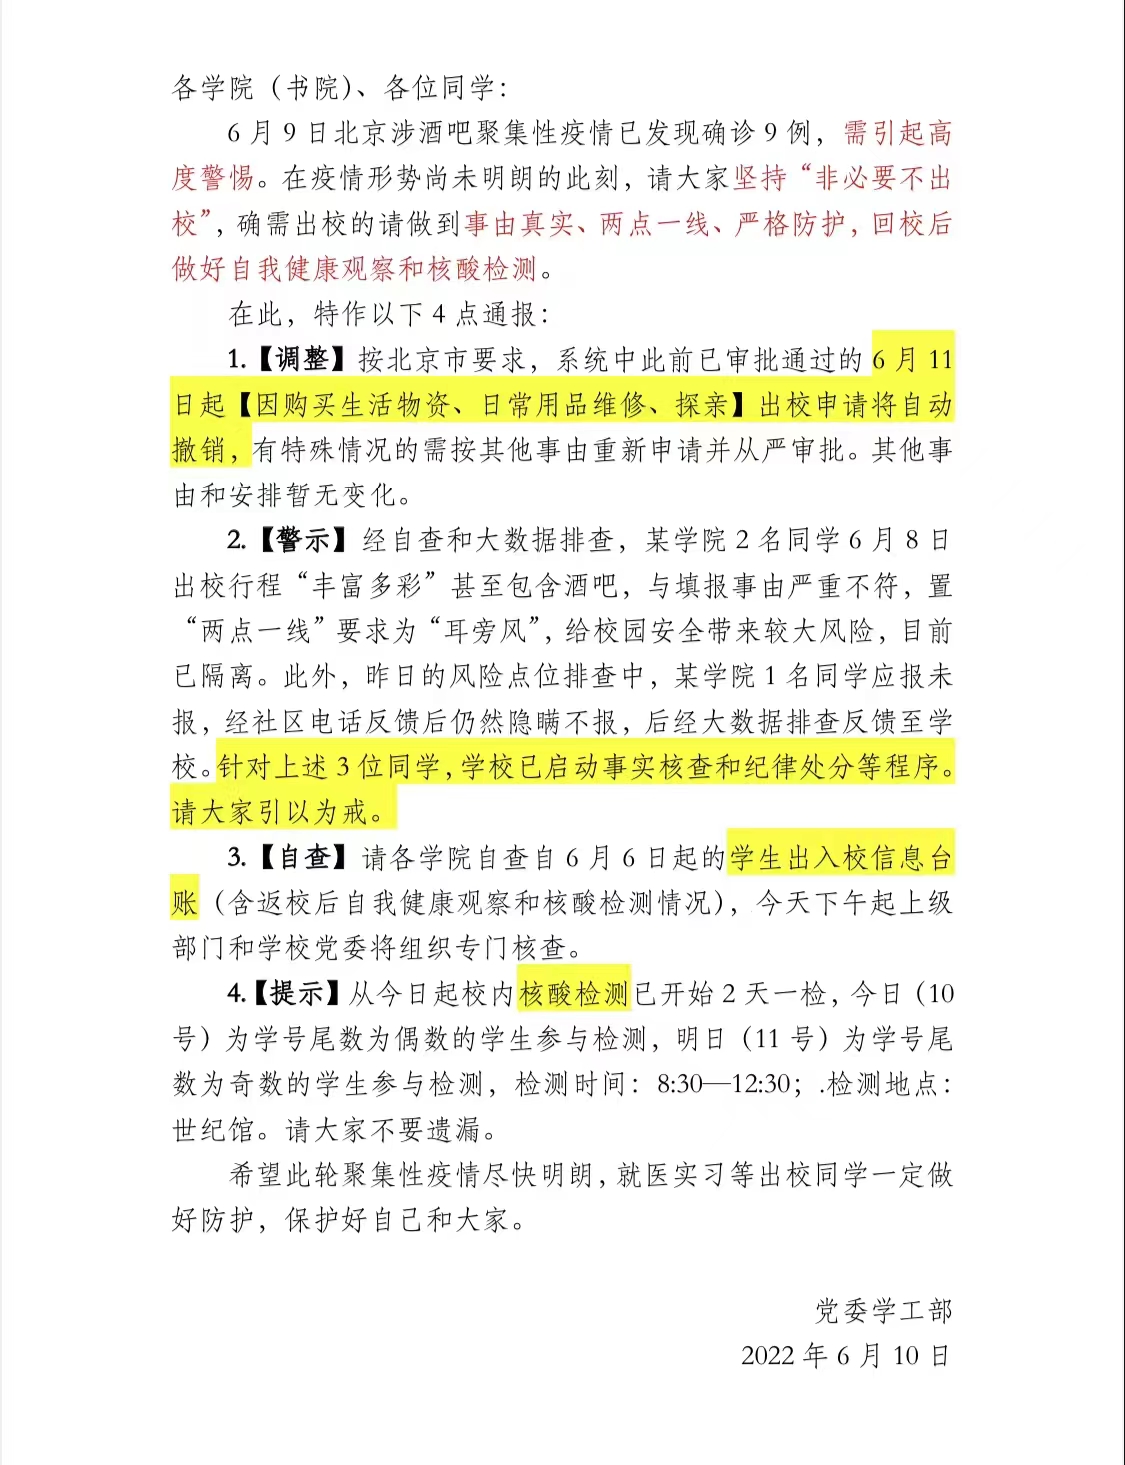 各学院（书院）、各位同学：
6 月 9 日北京涉酒吧聚集性疫情已发现确诊 9 例，需引起高
度警惕。在疫情形势尚未明朗的此刻，请大家坚持“非必要不出
校”，确需出校的请做到事由真实、两点一线、严格防护，回校后
做好自我健康观察和核酸检测。
在此，特作以下 4 点通报：
1.【调整】按北京市要求，系统中此前已审批通过的 6 月 11
日起【因购买生活物资、日常用品维修、探亲】出校申请将自动
撤销，有特殊情况的需按其他事由重新申请并从严审批。其他事
由和安排暂无变化。
2.【警示】经自查和大数据排查，某学院 2 名同学 6 月 8 日
出校行程“丰富多彩”甚至包含酒吧，与填报事由严重不符，置
“两点一线”要求为“耳旁风”，给校园安全带来较大风险，目前
已隔离。此外，昨日的风险点位排查中，某学院 1 名同学应报未
报，经社区电话反馈后仍然隐瞒不报，后经大数据排查反馈至学
校。针对上述 3 位同学，学校已启动事实核查和纪律处分等程序。
请大家引以为戒。
3.【自查】请各学院自查自 6 月 6 日起的学生出入校信息台
账（含返校后自我健康观察和核酸检测情况），今天下午起上级
部门和学校党委将组织专门核查。
4.【提示】从今日起校内核酸检测已开始 2 天一检，今日（10
号）为学号尾数为偶数的学生参与检测，明日（11 号）为学号尾
数为奇数的学生参与检测，检测时间：8:30—12:30；.检测地点：
世纪馆。请大家不要遗漏。
希望此轮聚集性疫情尽快明朗，就医实习等出校同学一定做
好防护，保护好自己和大家。
党委学工部
2022 年 6 月 10 日